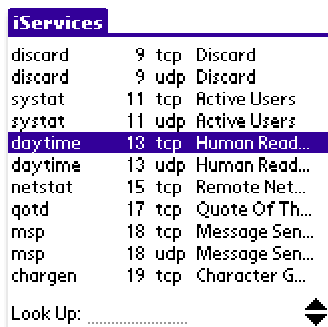 iServices
discard 9 tcp Discard
discard 9 udp Discard
systat 11 tcp Active Users
systat 11 udp Active Users
daytime 13 tcp Human Read...
daytime 13 udp Human Read...
netstat 15 tcp Remote Net...
qotd 17 tcp Quote Of Th...
msp 18 tcp Message Sen...
msp 18 udp Message Sen...
chargen 19 tcp Character G...
Look Up: